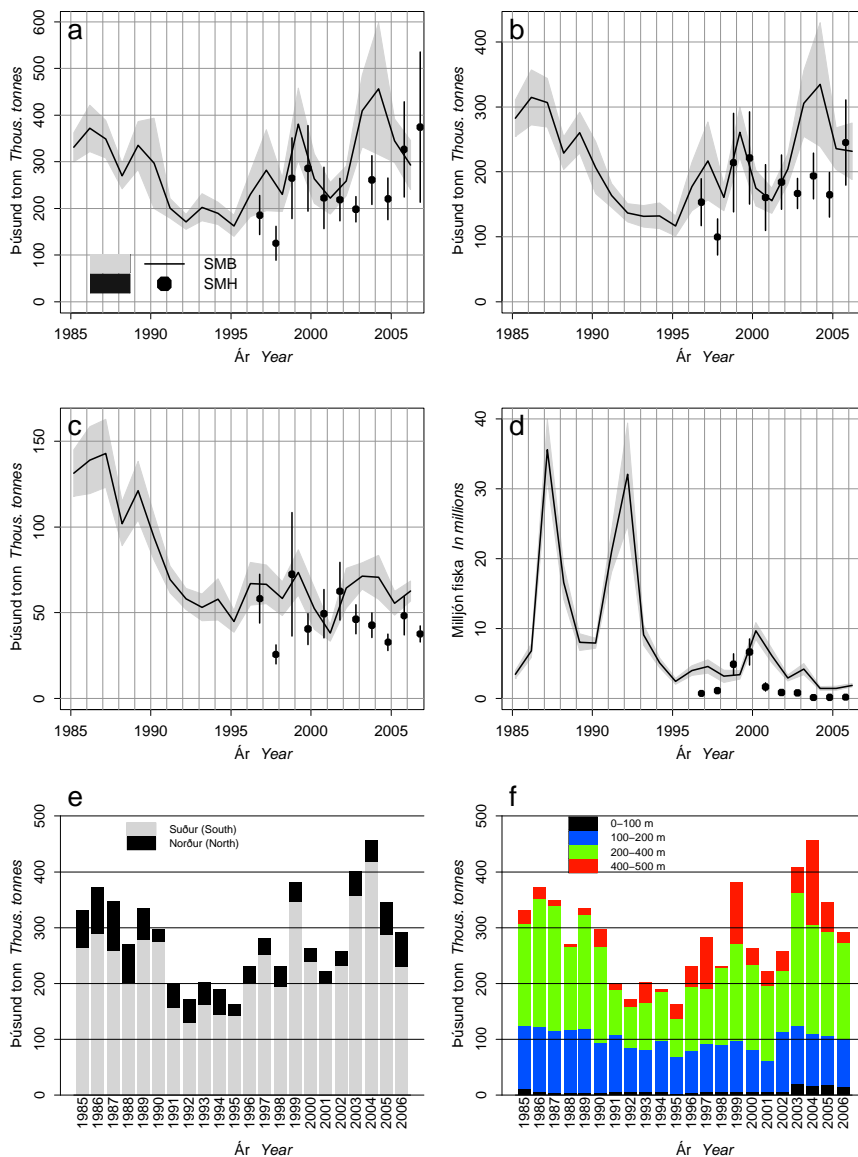 a
Þúsund tonn Thous. tonnes
0 100 200 300 400 500 600
SMB
SMH
1985 1990 1995 2000 2005
Ár Year
b
Þúsund tonn Thous. tonnes
0 100 200 300 400
1985 1990 1995 2000 2005
Ár Year
c
Þúsund tonn Thous. tonnes
0 50 100 150
1985 1990 1995 2000 2005
Ár Year
d
Milljón fiska In millions
0 10 20 30 40
1985 1990 1995 2000 2005
Ár Year
e
Þúsund tonn Thous. tonnes
0 100 200 300 400 500
Suður (South)
Norður (North)
1985 1986 1987 1988 1989 1990 1991 1992 1993 1994 1995 1996 1997 1998 1999 2000 2001 2002 2003 2004 2005 2006
Ár Year
f
Þúsund tonn Thous. tonnes
0 100 200 300 400 500
0–100 m
100–200 m
200–400 m
400–500 m
1985 1986 1987 1988 1989 1990 1991 1992 1993 1994 1995 1996 1997 1998 1999 2000 2001 2002 2003 2004 2005 2006
Ár Year